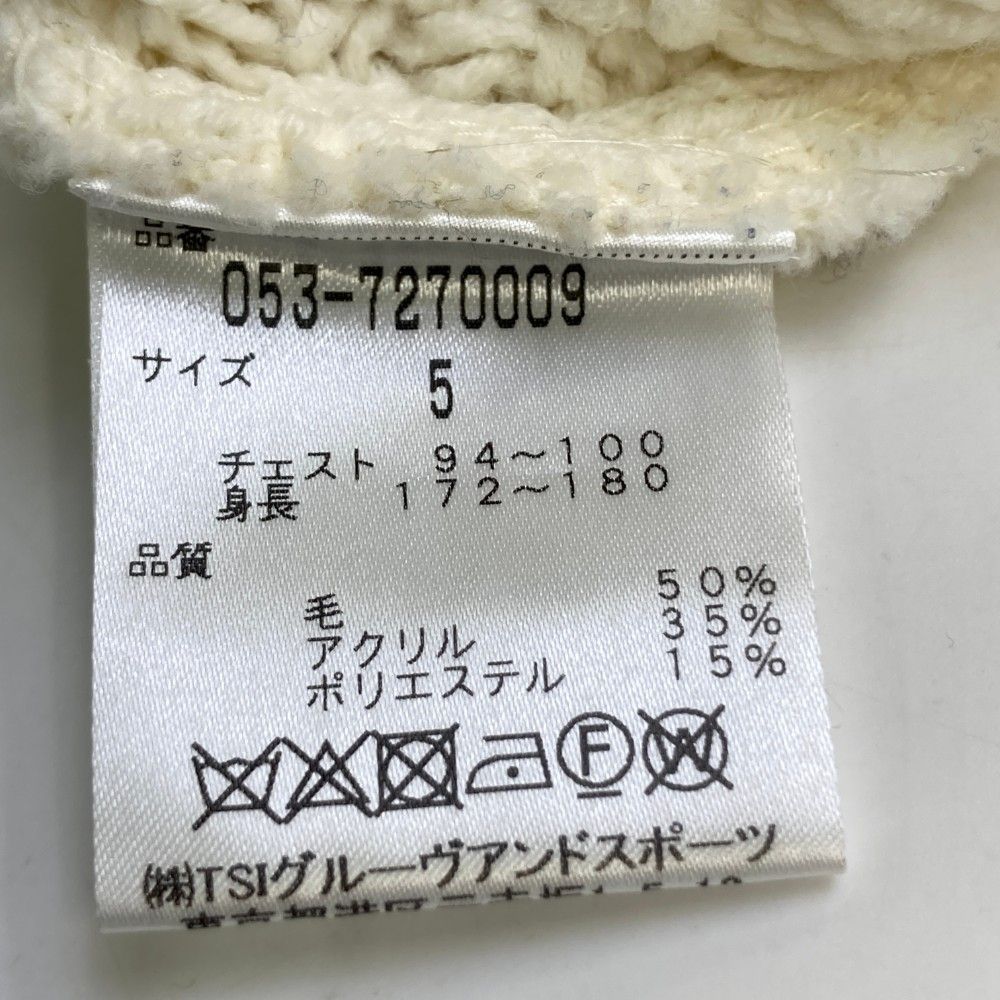 品番
053-7270009
サイズ 5
チェスト 94～100
身長 172～180
品質
毛 50%
アクリル 35%
ポリエステル 15%
F W
㈱TSIグルーヴアンドスポーツ